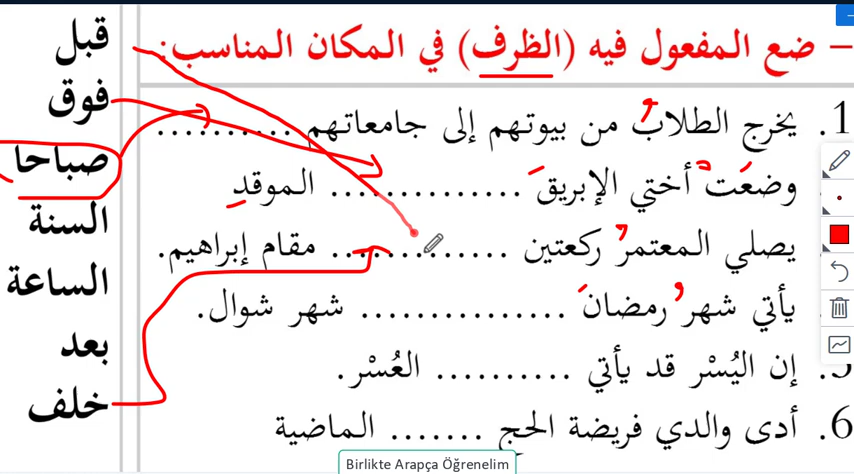 – ضع المفعول فيه (الظرف) في المكان المناسب:
1. يخرج الطلابُ من بيوتهم إلى جامعاتهم ............
وضعَتْ أختي الإبريقَ ............... الموقدِ
يصلي المعتمرُ ركعتين .............. مقام إبراهيم.
يأتي شهرُ رمضانَ ............... شهر شوال.
5. إن اليُسْر قد يأتي .......... العُسْر.
6. أدى والدي فريضة الحج ....... الماضية
قبل
فوق
صباحا
السنة
الساعة
بعد
خلف
Birlikte Arapça Öğrenelim